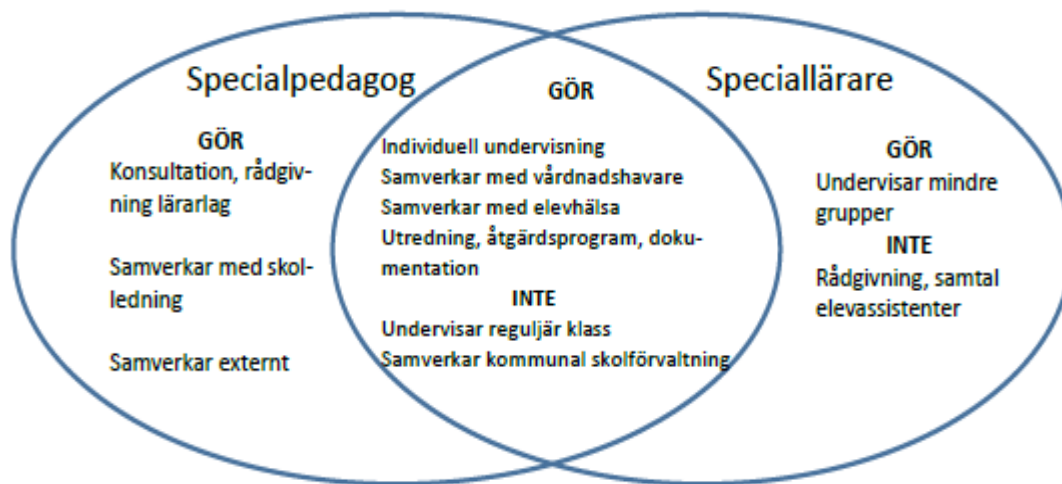 Specialpedagog
GÖR
Konsultation, rådgiv-
ning lärarlag
Samverkar med skol-
ledning
Samverkar externt
GÖR
Individuell undervisning
Samverkar med vårdnadshavare
Samverkar med elevhälsa
Utredning, åtgärdsprogram, doku-
mentation
INTE
Undervisar reguljär klass
Samverkar kommunal skolförvaltning
Speciallärare
GÖR
Undervisar mindre
grupper
INTE
Rådgivning, samtal
elevassistenter